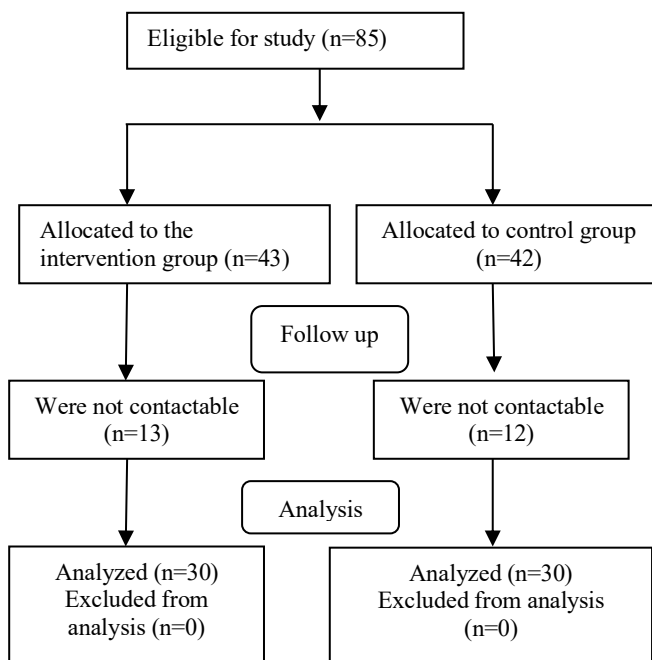 Eligible for study (n=85)
Allocated to the
intervention group (n=43)
Allocated to control group
(n=42)
Follow up
Were not contactable
(n=13)
Were not contactable
(n=12)
Analysis
Analyzed (n=30)
Excluded from
analysis (n=0)
Analyzed (n=30)
Excluded from analysis
(n=0)